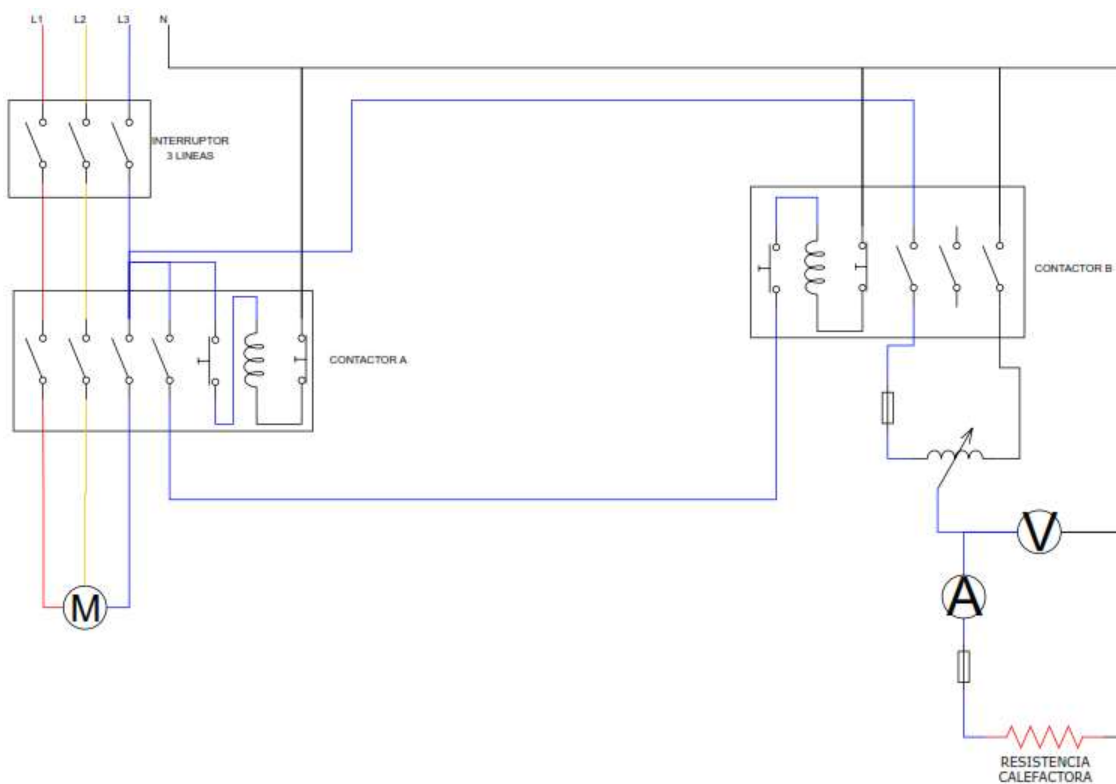 L1 L2 L3 N
INTERRUPTOR
3 LINEAS
CONTACTOR B
CONTACTOR A
V
A
M
RESISTENCIA
CALEFACTORA